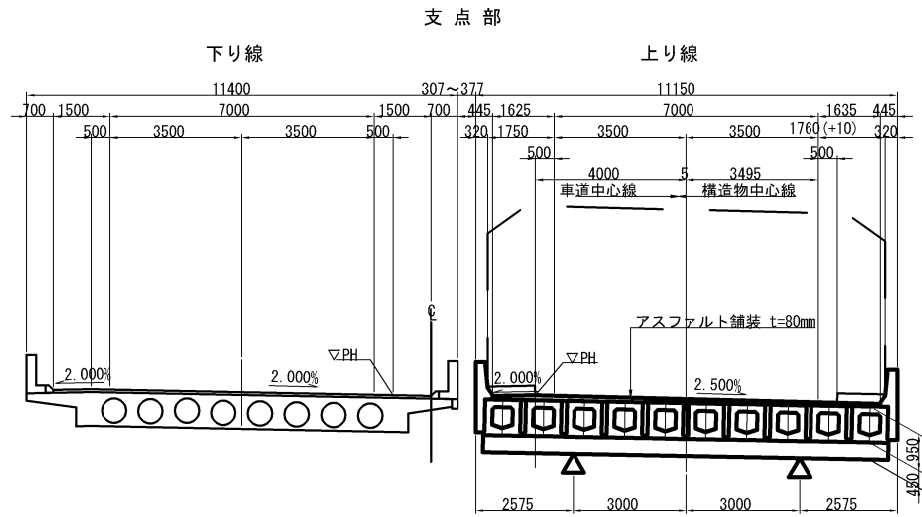 支点部
下り線 上り線
11400 307～377 11150
700 1500 7000 1500 700 445 1625 7000 1635 445
500 3500 3500 500 320 1750 3500 3500 1760(+10) 320
500 500
4000 5 3495
車道中心線 構造物中心線
℄
アスファルト舗装 t=80mm
▽PH ▽PH
2.000% 2.000% 2.000% 2.500%
950
450
2575 3000 3000 2575